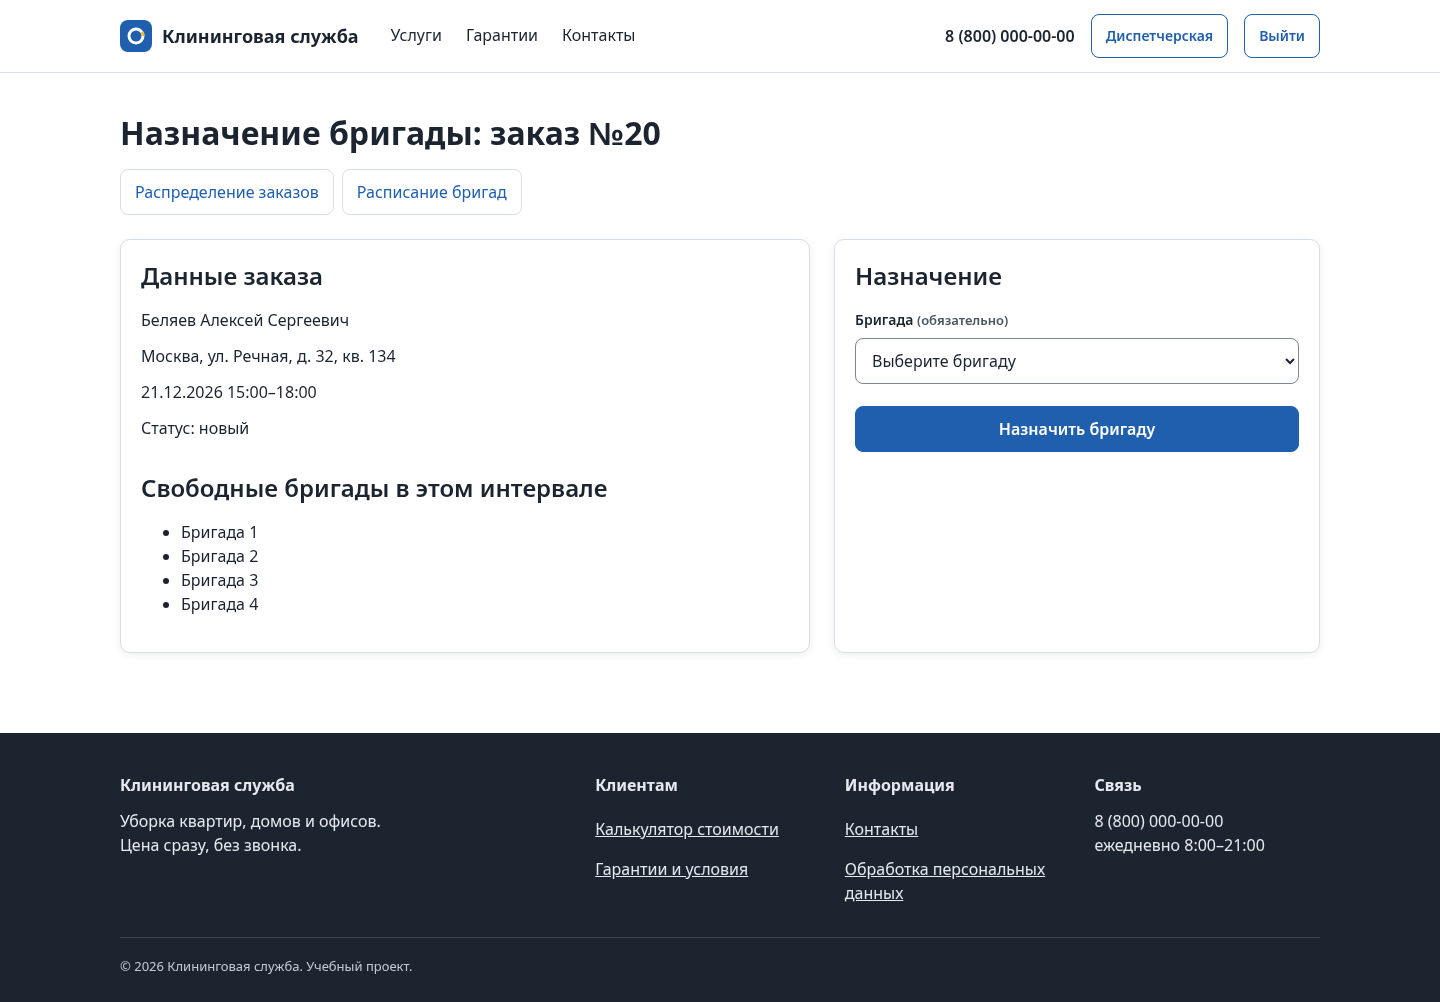 Клининговая служба
Услуги
Гарантии
Контакты
8 (800) 000-00-00
Диспетчерская
Выйти
Назначение бригады: заказ №20
Распределение заказов
Расписание бригад
Данные заказа
Беляев Алексей Сергеевич
Москва, ул. Речная, д. 32, кв. 134
21.12.2026 15:00–18:00
Статус: новый
Свободные бригады в этом интервале
Бригада 1
Бригада 2
Бригада 3
Бригада 4
Назначение
Бригада (обязательно)
Выберите бригаду
Назначить бригаду
Клининговая служба
Уборка квартир, домов и офисов.
Цена сразу, без звонка.
Клиентам
Калькулятор стоимости
Гарантии и условия
Информация
Контакты
Обработка персональных
данных
Связь
8 (800) 000-00-00
ежедневно 8:00–21:00
© 2026 Клининговая служба. Учебный проект.